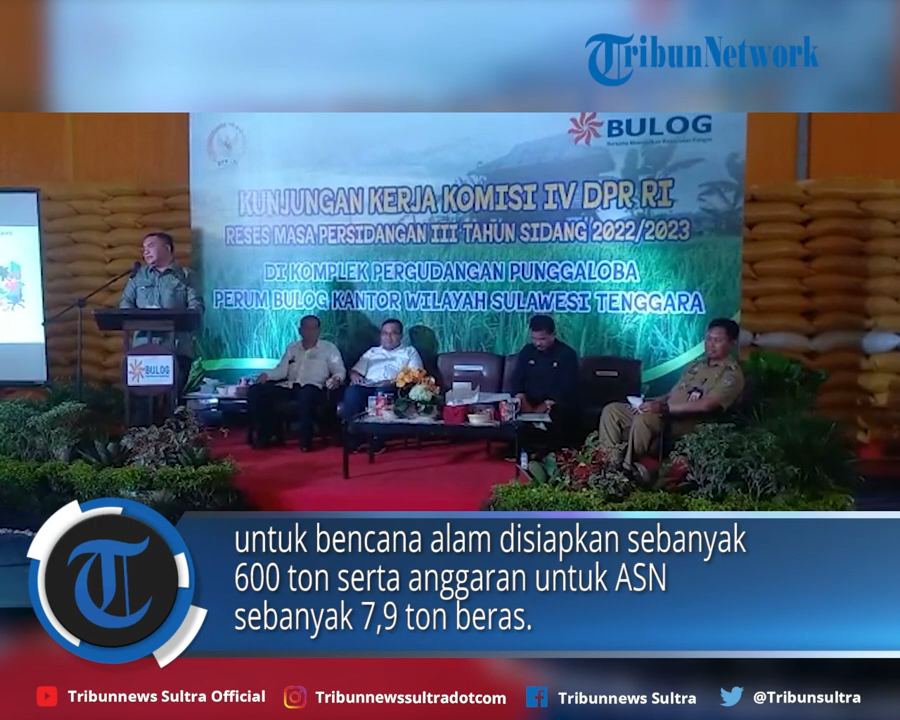 TribunNetwork
BULOG
KUNJUNGAN KERJA KOMISI IV DPR RI
RESES MASA PERSIDANGAN III TAHUN SIDANG 2022/2023
DI KOMPLEK PERGUDANGAN PUNGGALOBA
PERUM BULOG KANTOR WILAYAH SULAWESI TENGGARA
BULOG
untuk bencana alam disiapkan sebanyak
600 ton serta anggaran untuk ASN
sebanyak 7,9 ton beras.
Tribunnews Sultra Official
Tribunnewssultradotcom
Tribunnews Sultra
@Tribunsultra